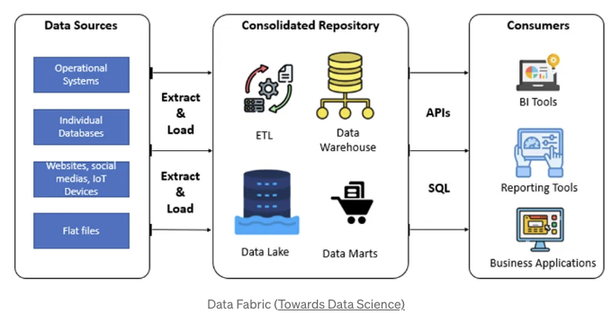 Data Sources
Operational
Systems
Individual
Databases
Websites, social
medias, IoT
Devices
Flat files
Extract
&
Load
Extract
&
Load
Consolidated Repository
ETL
Data
Warehouse
Data Lake
Data Marts
APIs
SQL
Consumers
BI Tools
Reporting Tools
Business Applications
Data Fabric (Towards Data Science)